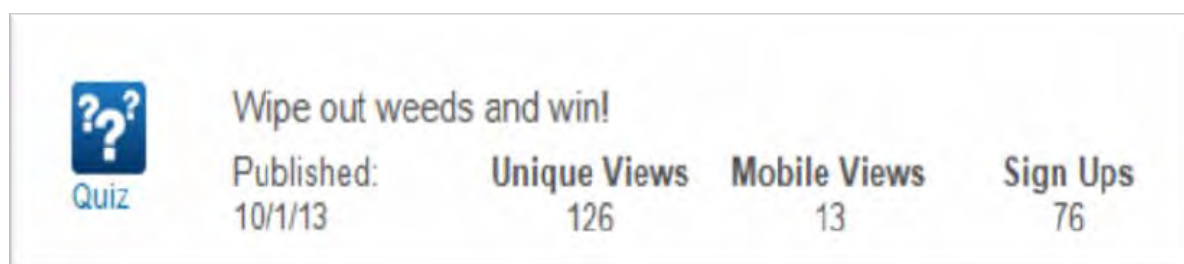 ???
Quiz
Wipe out weeds and win!
Published: Unique Views Mobile Views Sign Ups
10/1/13 126 13 76